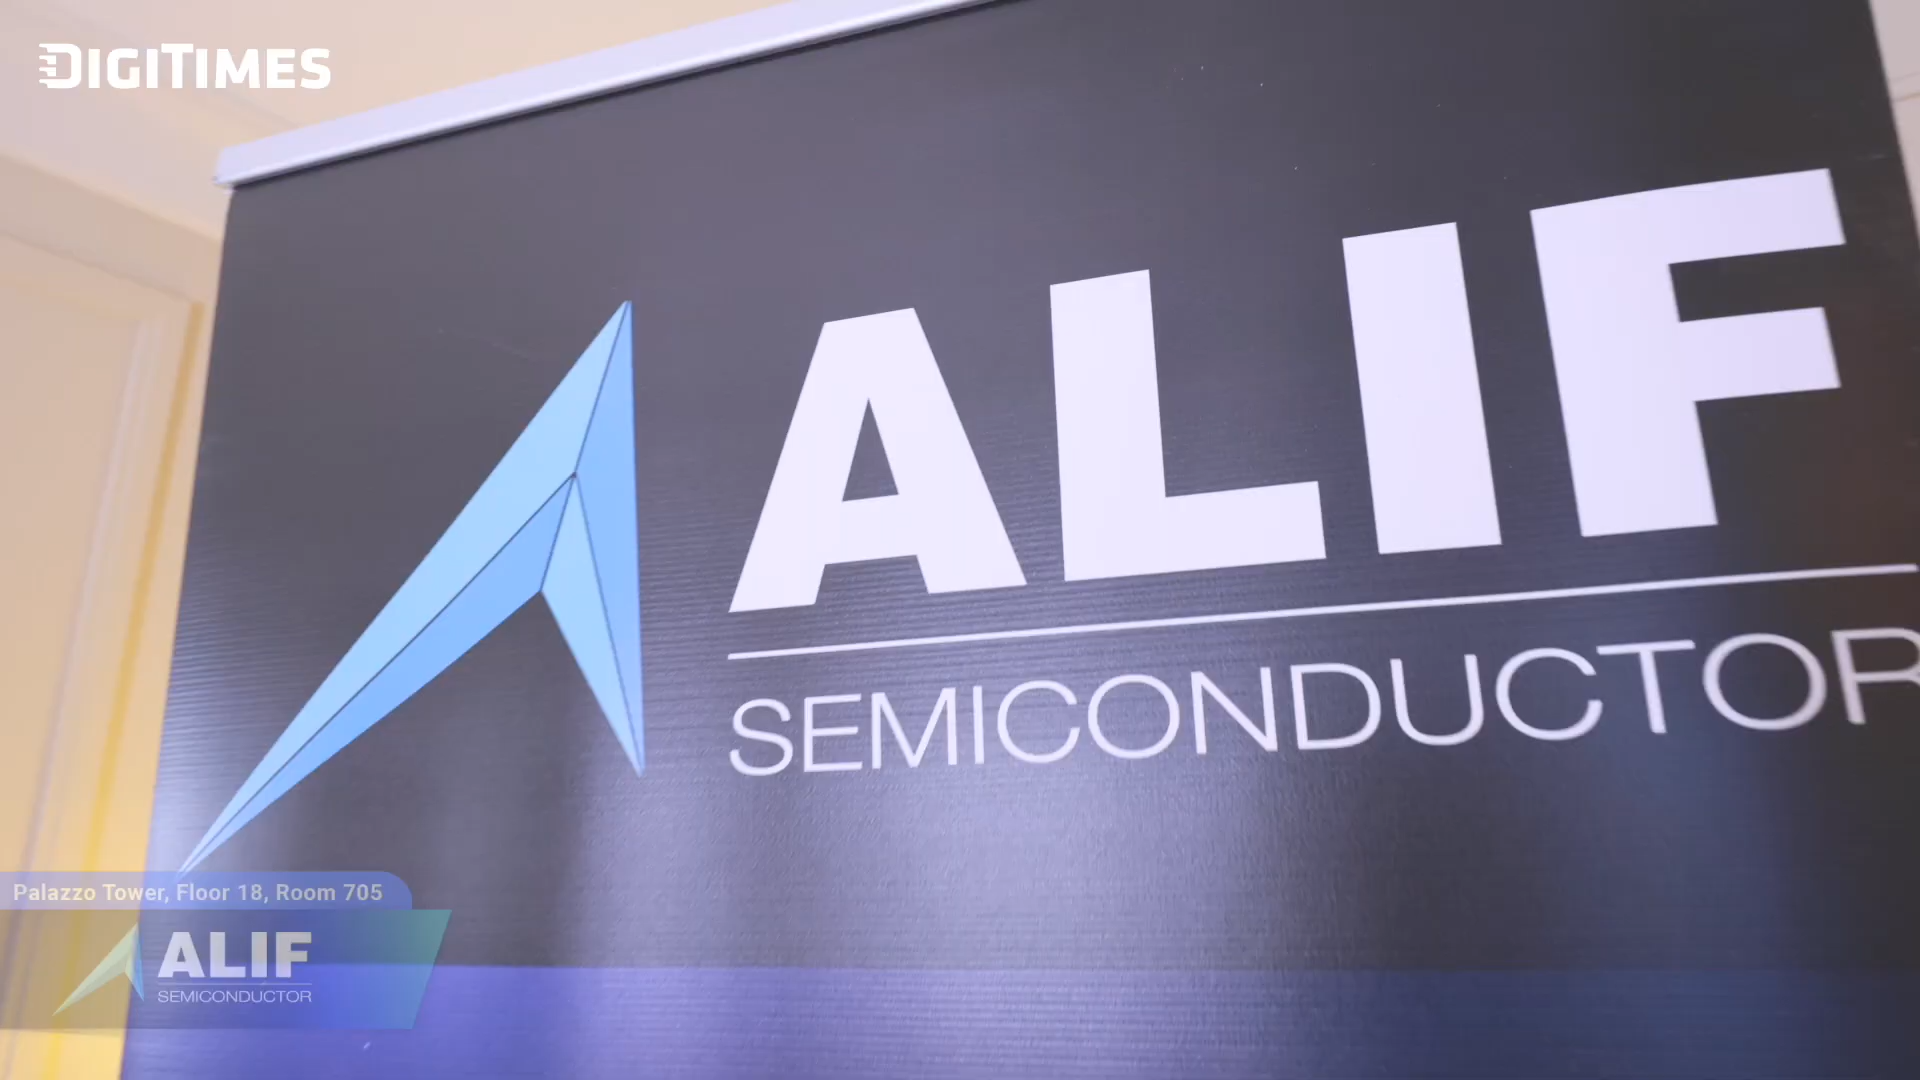 DIGITIMES
ALIF
SEMICONDUCTOR
Palazzo Tower, Floor 18, Room 705
ALIF
SEMICONDUCTOR